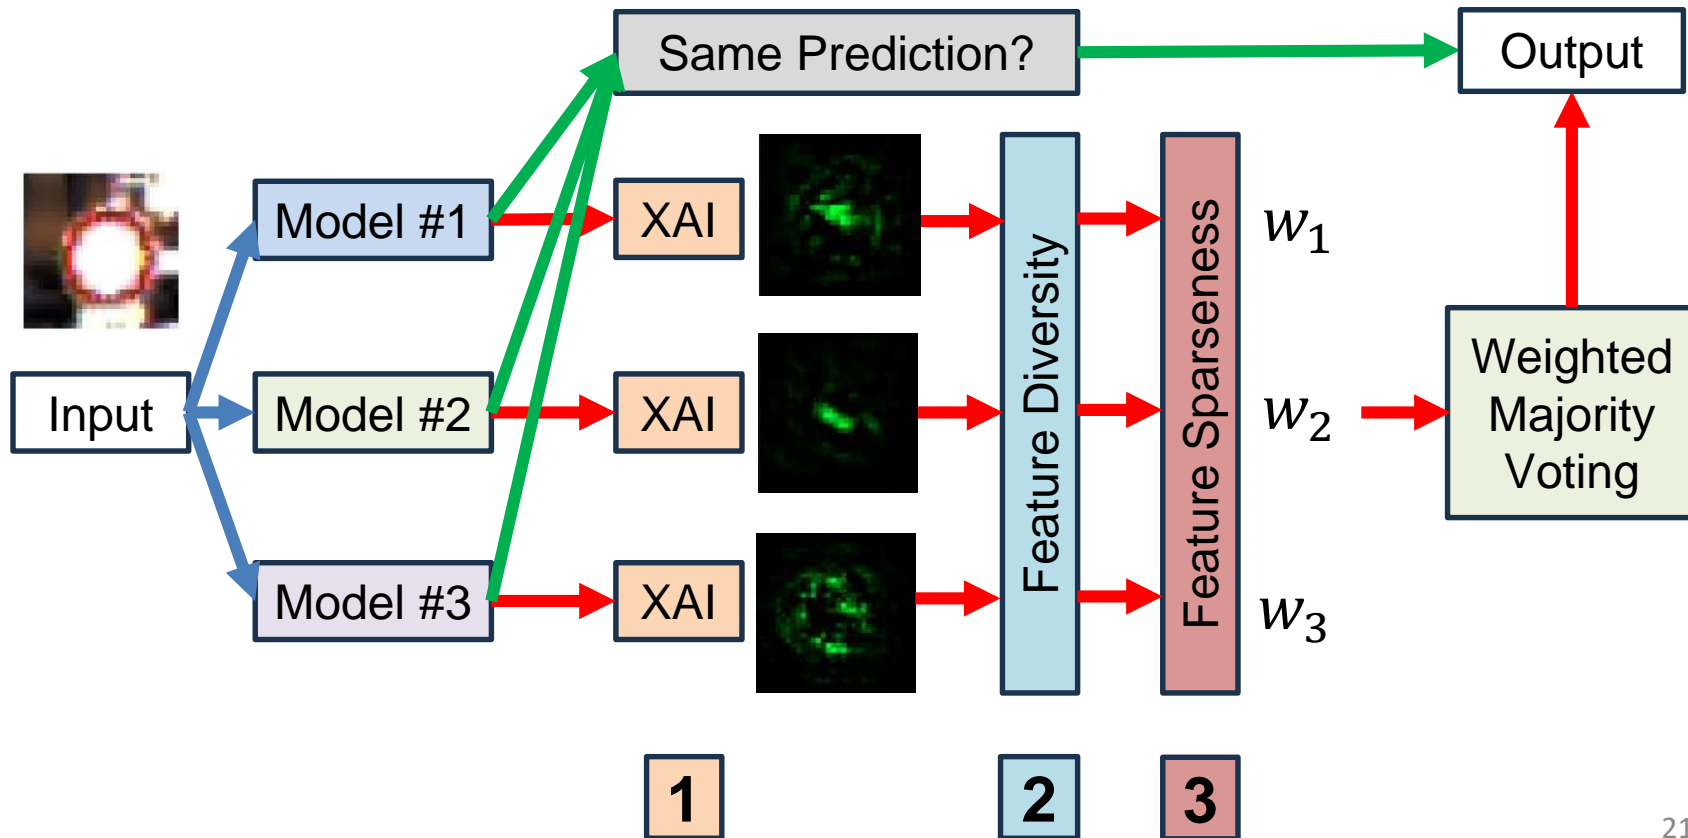 Same Prediction?
Output
Model #1
XAI
Feature Diversity
Feature Sparseness
w₁
Input
Model #2
XAI
w₂
Weighted
Majority
Voting
Model #3
XAI
w₃
1
2
3
21